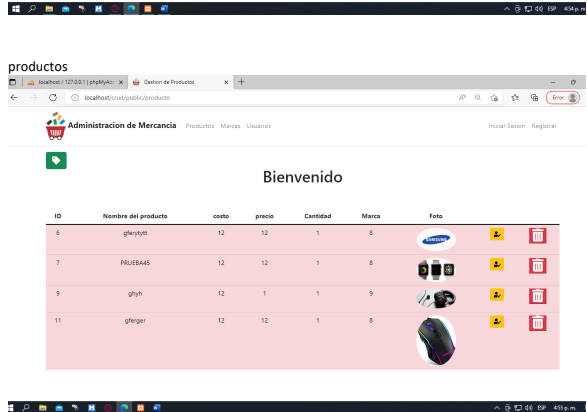 ESP 4:54 p. m.
productos
localhost / 127.0.0.1 | phpMyAd Gestion de Productos
localhost/crud/public/producto Error
Administracion de Mercancia Productos Marcas Usuarios Iniciar Sesion Registrar
Bienvenido
ID Nombre del producto costo precio Cantidad Marca Foto
6 gferytytt 12 12 1 8 SAMSUNG
7 PRUEBA45 12 12 1 8
9 ghyh 12 1 1 9
11 gferger 12 12 1 8
ESP 4:55 p. m.